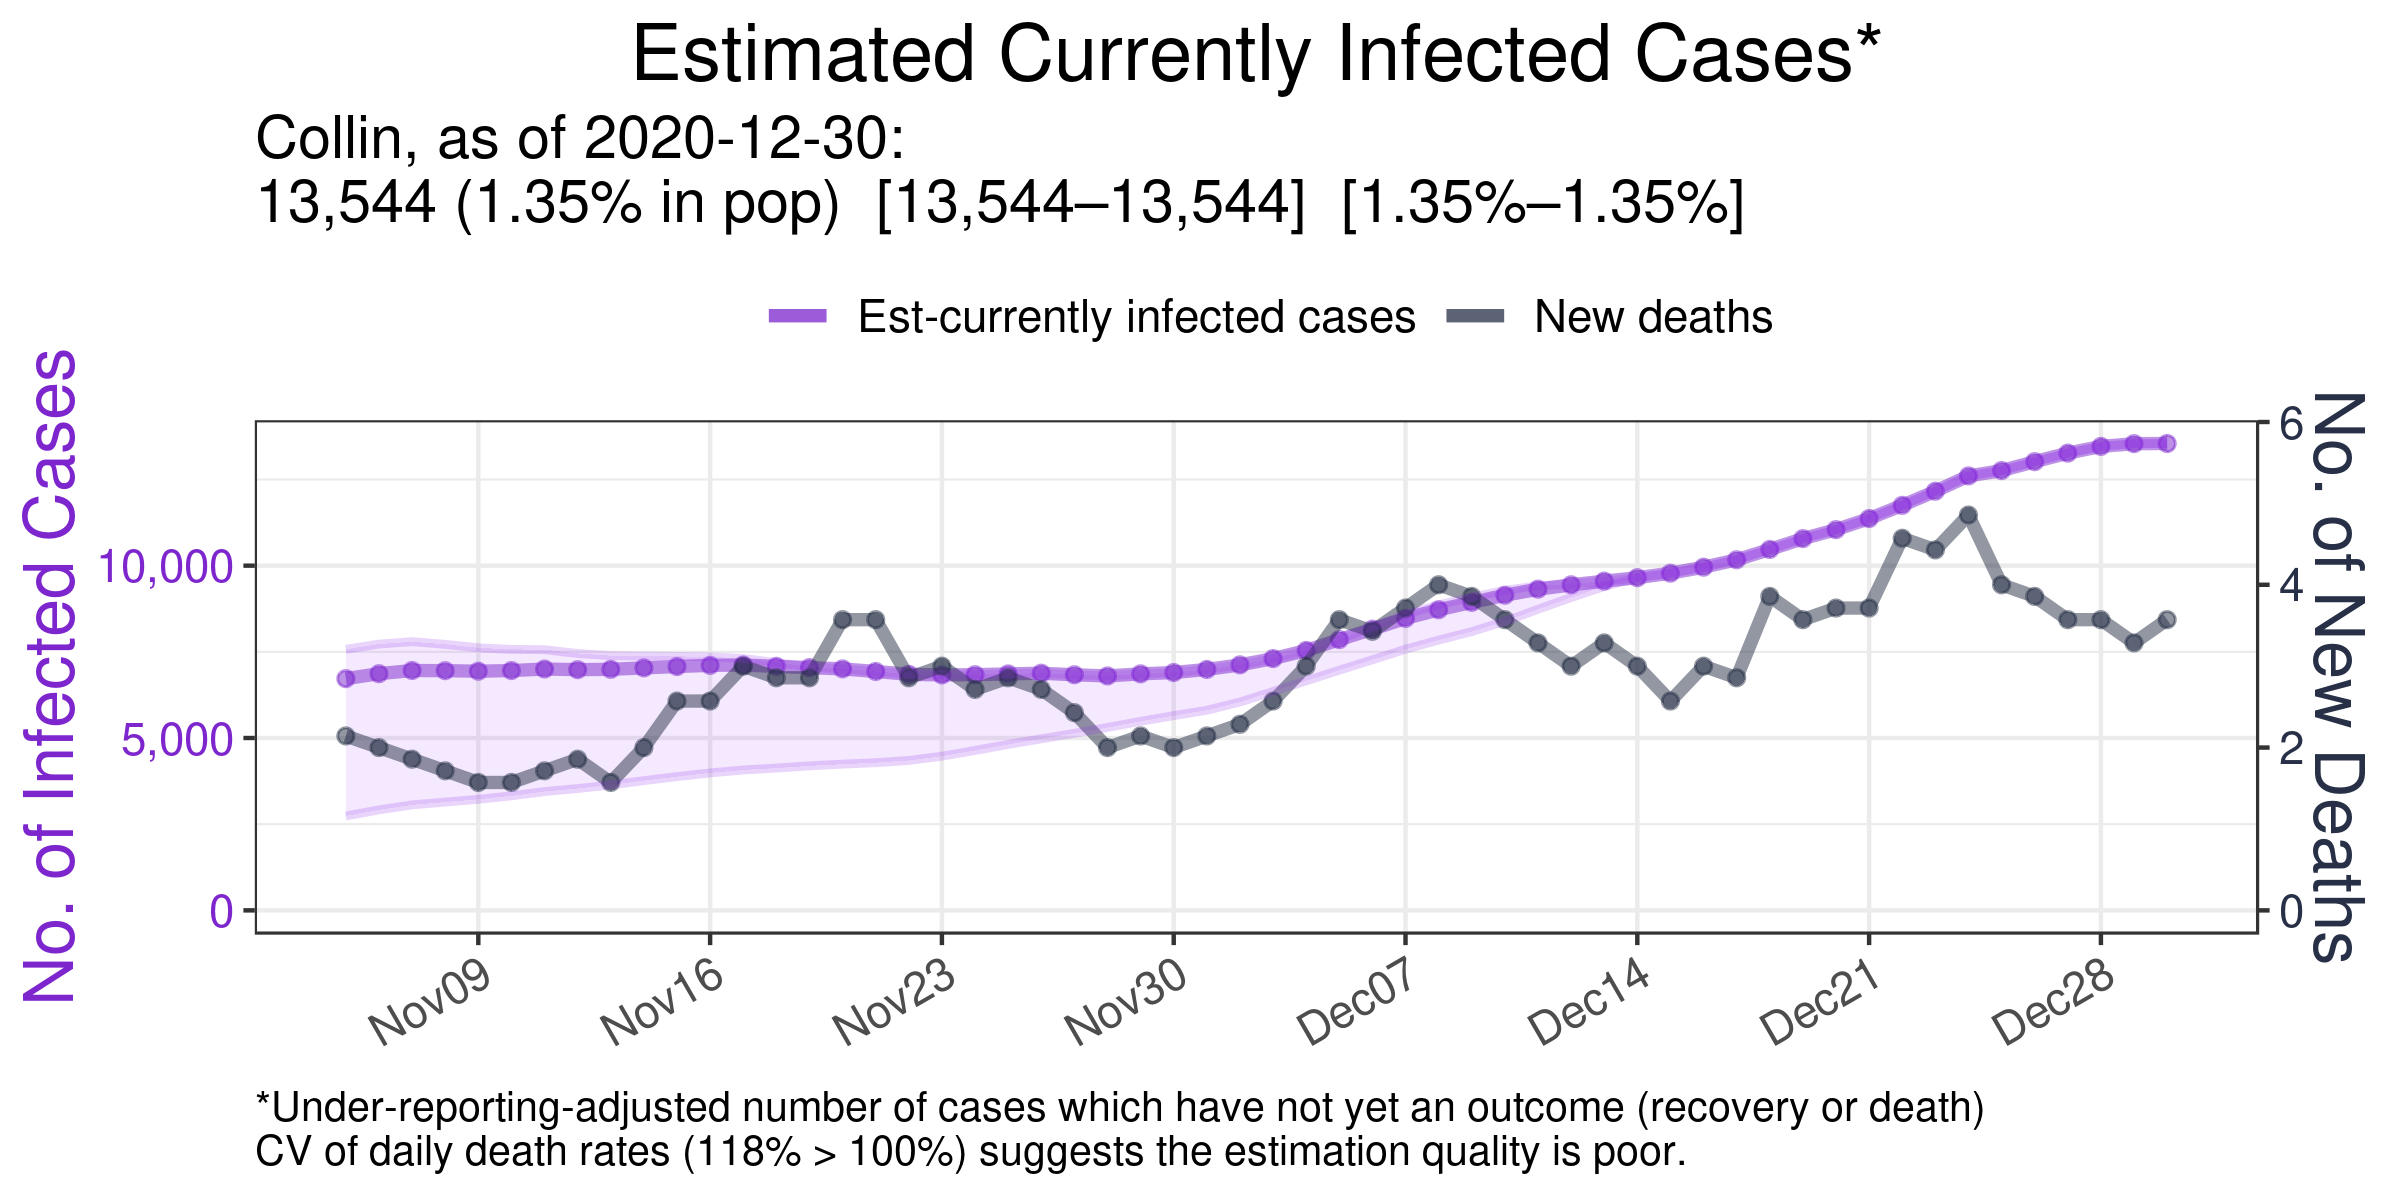 Estimated Currently Infected Cases*
Collin, as of 2020-12-30:
13,544 (1.35% in pop)  [13,544–13,544]  [1.35%–1.35%]
Est-currently infected cases
New deaths
No. of Infected Cases
10,000
5,000
0
No. of New Deaths
6
4
2
0
Nov09
Nov16
Nov23
Nov30
Dec07
Dec14
Dec21
Dec28
*Under-reporting-adjusted number of cases which have not yet an outcome (recovery or death)
CV of daily death rates (118% > 100%) suggests the estimation quality is poor.